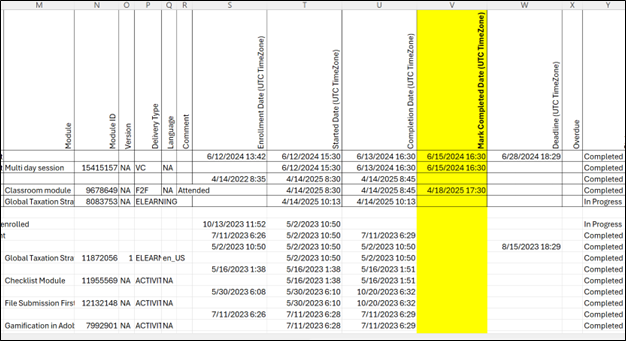 M N O P Q R S T U V W X Y
Module Module ID Version Delivery Type Language Comment Enrollment Date (UTC TimeZone) Started Date (UTC TimeZone) Completion Date (UTC TimeZone) Mark Completed Date (UTC TimeZone) Deadline (UTC TimeZone) Overdue
t 6/12/2024 13:42 6/12/2024 15:30 6/13/2024 16:30 6/15/2024 16:30 6/28/2024 18:29 Completed
t Multi day session 15415157 NA VC NA 6/12/2024 15:30 6/13/2024 16:30 6/15/2024 16:30 Completed
4/14/2022 8:35 4/14/2025 8:30 4/14/2025 8:45 Completed
Classroom module 9678649 NA F2F NA Attended 4/14/2025 8:30 4/14/2025 8:45 4/18/2025 17:30 Completed
Global Taxation Stra 8083753 NA ELEARNING 4/14/2025 10:13 4/14/2025 10:13 In Progress
enrolled 10/13/2023 11:52 5/2/2023 10:50 In Progress
nt 7/11/2023 6:26 5/2/2023 10:50 7/11/2023 6:29 Completed
5/2/2023 10:50 5/2/2023 10:50 5/2/2023 10:50 8/15/2023 18:29 Completed
Global Taxation Stra 11872056 1 ELEARN en_US 5/2/2023 10:50 5/2/2023 10:50 Completed
5/16/2023 1:38 5/16/2023 1:38 5/16/2023 1:51 Completed
Checklist Module 11955569 NA ACTIVIT NA 5/16/2023 1:38 5/16/2023 1:51 Completed
5/30/2023 6:08 5/30/2023 6:10 10/20/2023 6:32 Completed
File Submission First 12132148 NA ACTIVIT NA 5/30/2023 6:10 10/20/2023 6:32 Completed
7/11/2023 6:26 7/11/2023 6:28 7/11/2023 6:29 Completed
Gamification in Adob 7992901 NA ACTIVIT NA 7/11/2023 6:28 7/11/2023 6:29 Completed